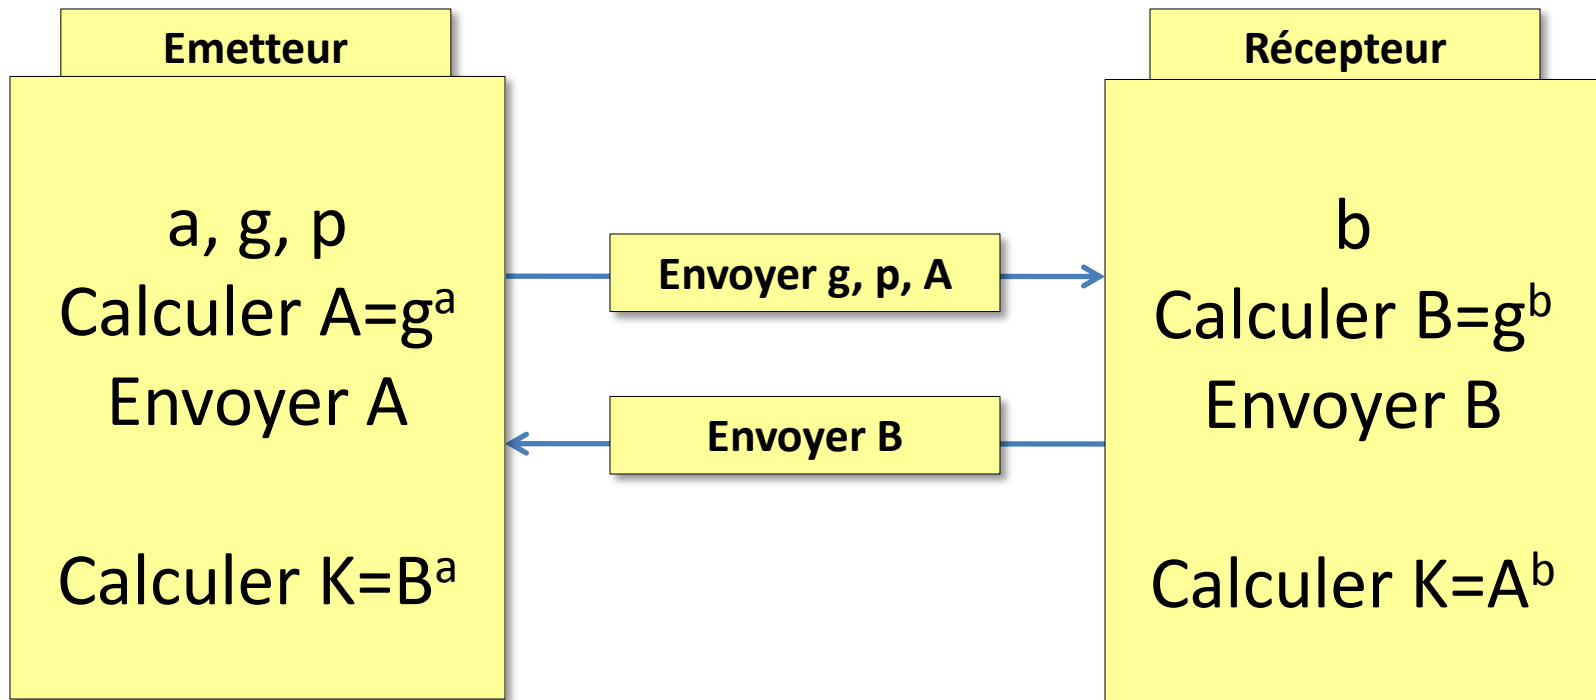 Emetteur
a, g, p
Calculer A=gᵃ
Envoyer A
Calculer K=Bᵃ
Envoyer g, p, A
Envoyer B
Récepteur
b
Calculer B=gᵇ
Envoyer B
Calculer K=Aᵇ